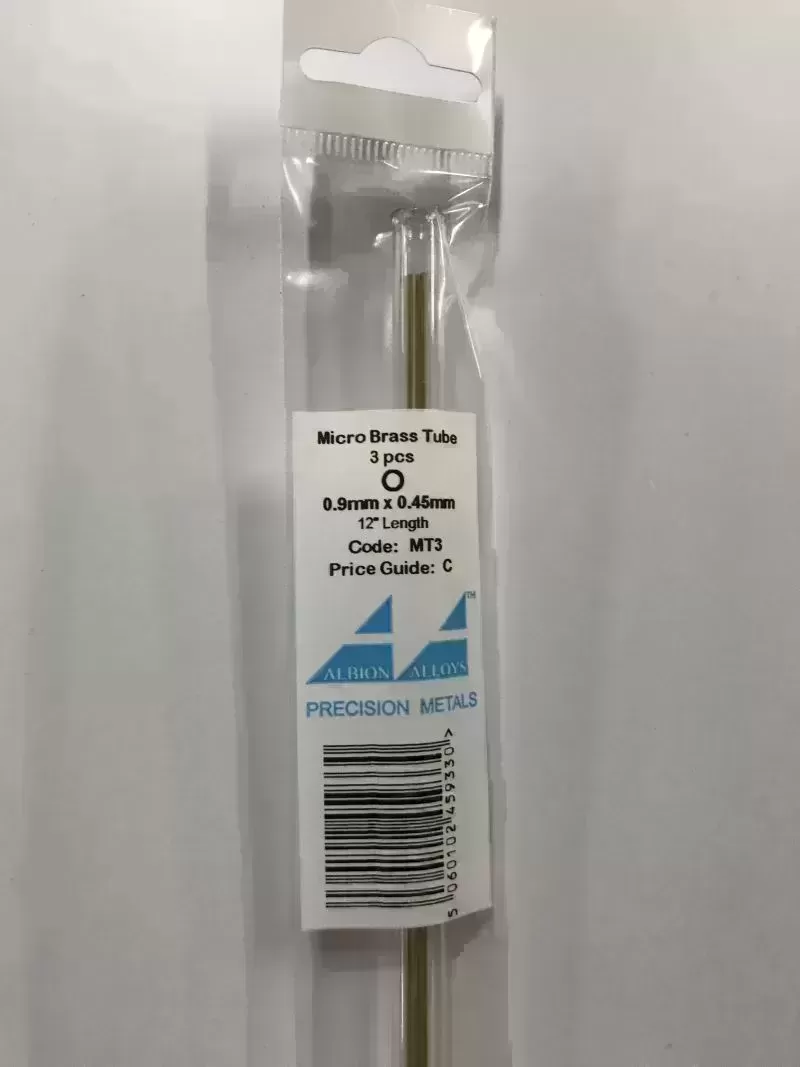 Micro Brass Tube
3 pcs
0.9mm x 0.45mm
12" Length
Code: MT3
Price Guide: C
TM
ALBION ALLOYS
PRECISION METALS
5 060102 459330 >